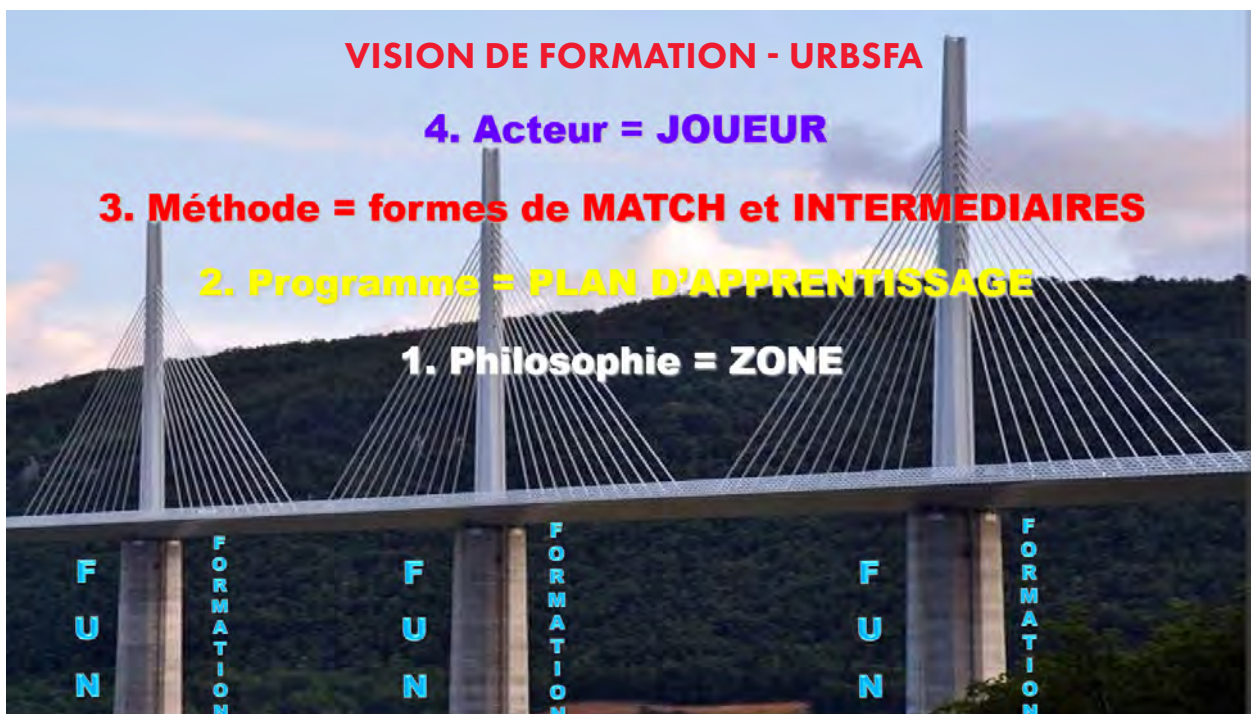 VISION DE FORMATION - URBSFA
4. Acteur = JOUEUR
3. Méthode = formes de MATCH et INTERMEDIAIRES
2. Programme = PLAN D'APPRENTISSAGE
1. Philosophie = ZONE
FUN
FORMATION
FUN
FORMATION
FUN
FORMATION